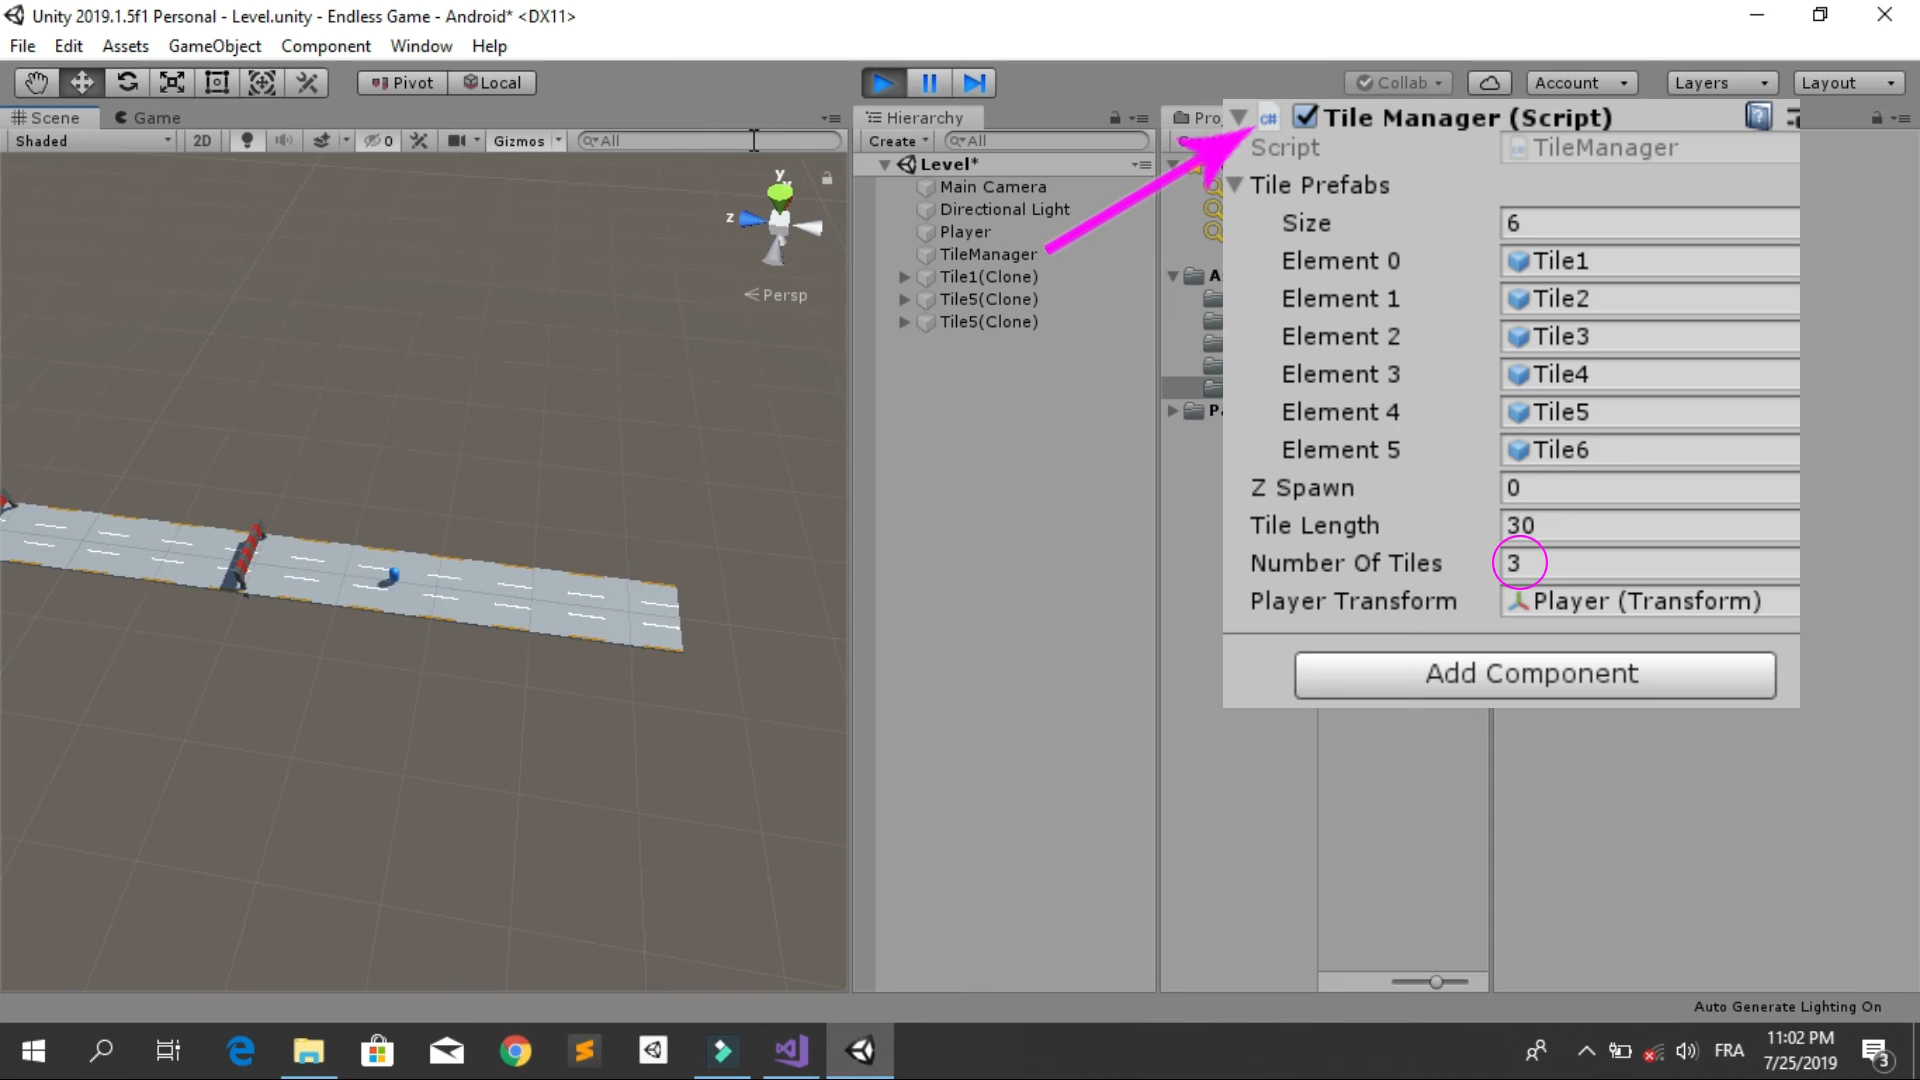 Unity 2019.1.5f1 Personal - Level.unity - Endless Game - Android* <DX11>
File Edit Assets GameObject Component Window Help
Pivot Local Collab Account Layers Layout
Scene Game
Hierarchy
Shaded 2D 0 Gizmos All
Create All
Level*
Main Camera
Directional Light
Player
TileManager
Tile1(Clone)
Tile5(Clone)
Tile5(Clone)
y
z
Persp
Tile Manager (Script)
Script TileManager
Tile Prefabs
Size 6
Element 0 Tile1
Element 1 Tile2
Element 2 Tile3
Element 3 Tile4
Element 4 Tile5
Element 5 Tile6
Z Spawn 0
Tile Length 30
Number Of Tiles 3
Player Transform Player (Transform)
Add Component
Auto Generate Lighting On
FRA
11:02 PM
7/25/2019
3